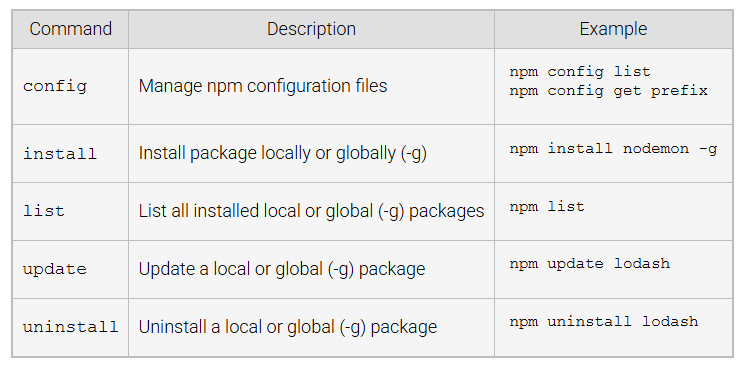 Command Description Example
config Manage npm configuration files npm config list
npm config get prefix
install Install package locally or globally (-g) npm install nodemon -g
list List all installed local or global (-g) packages npm list
update Update a local or global (-g) package npm update lodash
uninstall Uninstall a local or global (-g) package npm uninstall lodash